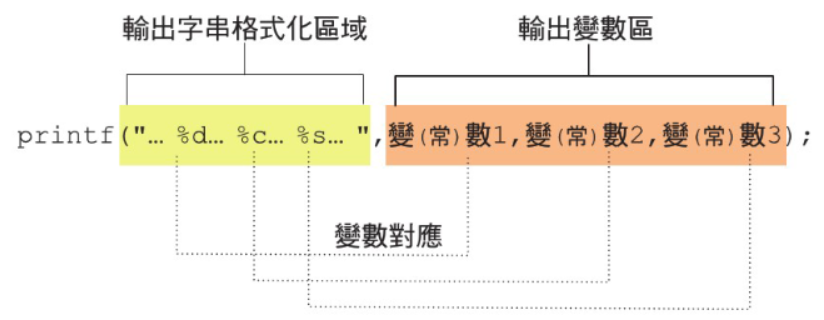 輸出字串格式化區域
輸出變數區
printf("… %d… %c… %s… ",變(常)數1,變(常)數2,變(常)數3);
變數對應